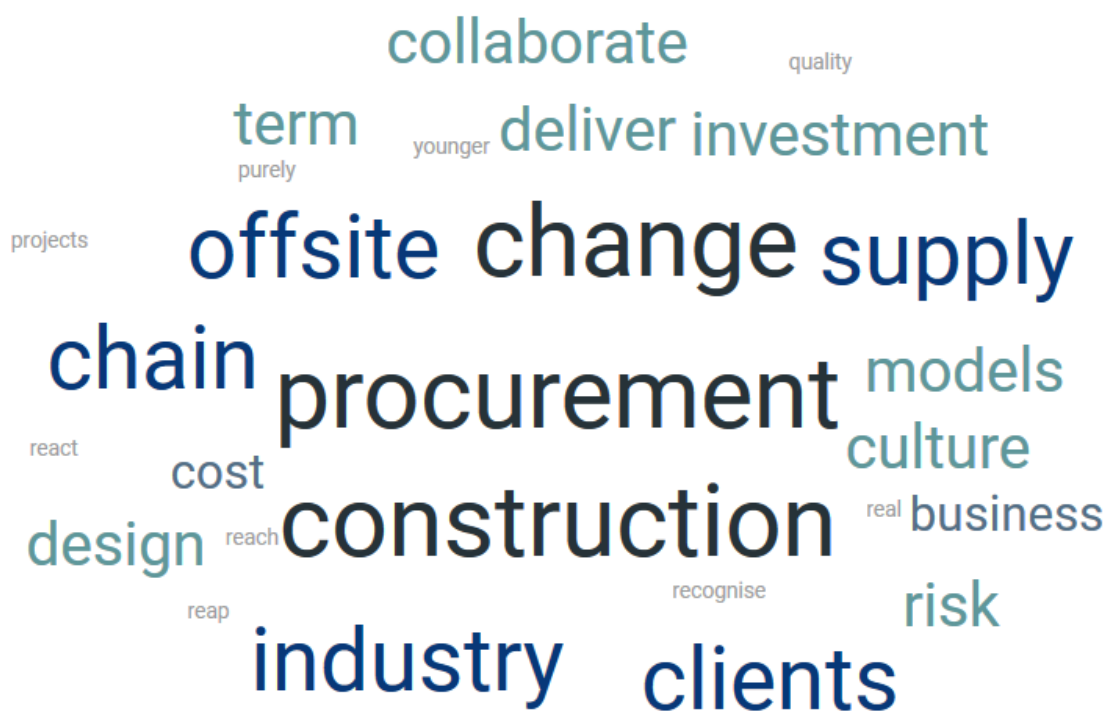 collaborate
quality
term younger deliver investment
purely
projects offsite change supply
chain procurement models
culture
react cost
construction real business
design reach
recognise risk
reap
industry clients